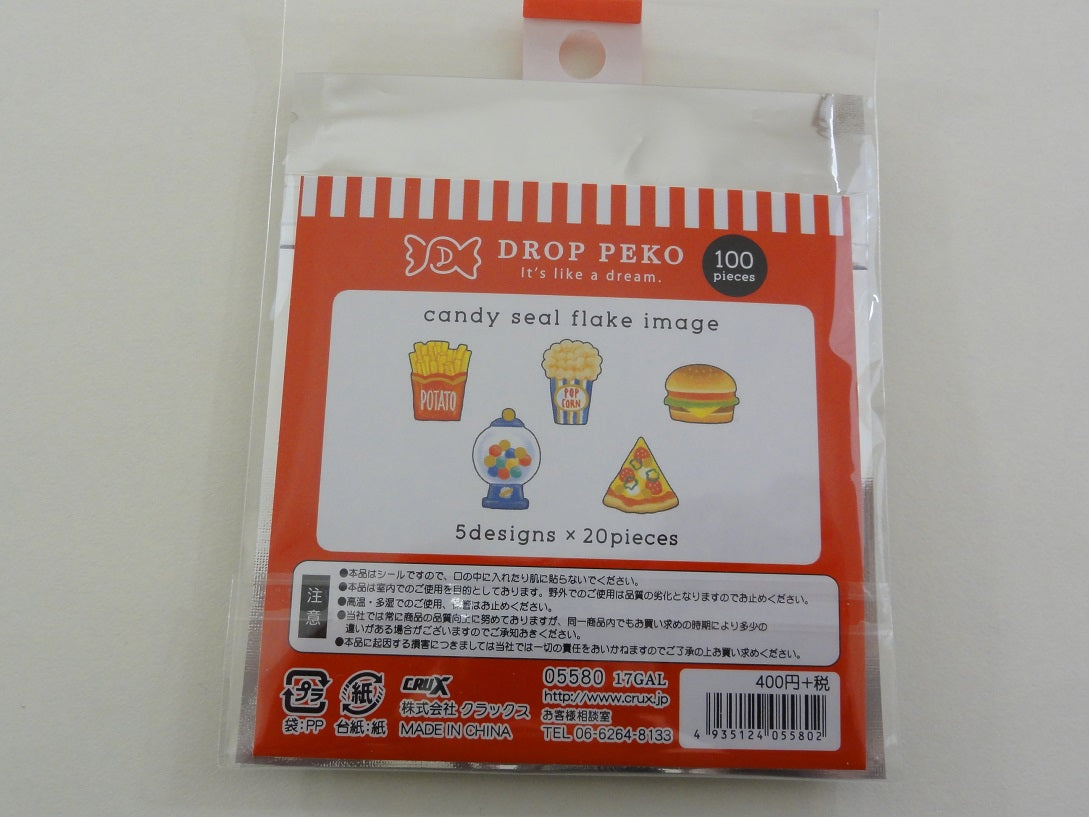 D
DROP PEKO
It's like a dream.
100
pieces
candy seal flake image
POTATO
POP
CORN
5designs × 20pieces
注意
●本品はシールですので、口の中に入れたり肌に貼らないでください。
●本品は室内でのご使用を目的としております。野外でのご使用は品質の劣化となりますのでお止めください。
●高温・多湿でのご使用、保管はお止めください。
●当社では常に商品の品質向上に努めておりますが、同一商品内でもお買い求めの時期により多少の
違いがある場合がございますのでご承知おきください。
●本品に起因する損害につきましては当社では一切の責任をおいかねますのでご了承の上お買い求めください。
プラ
袋:PP
紙
台紙:紙
CRUX
株式会社 クラックス
MADE IN CHINA
05580 17GAL
http://www.crux.jp
お客様相談室
TEL 06-6264-8133
400円+税
4 935124 055802